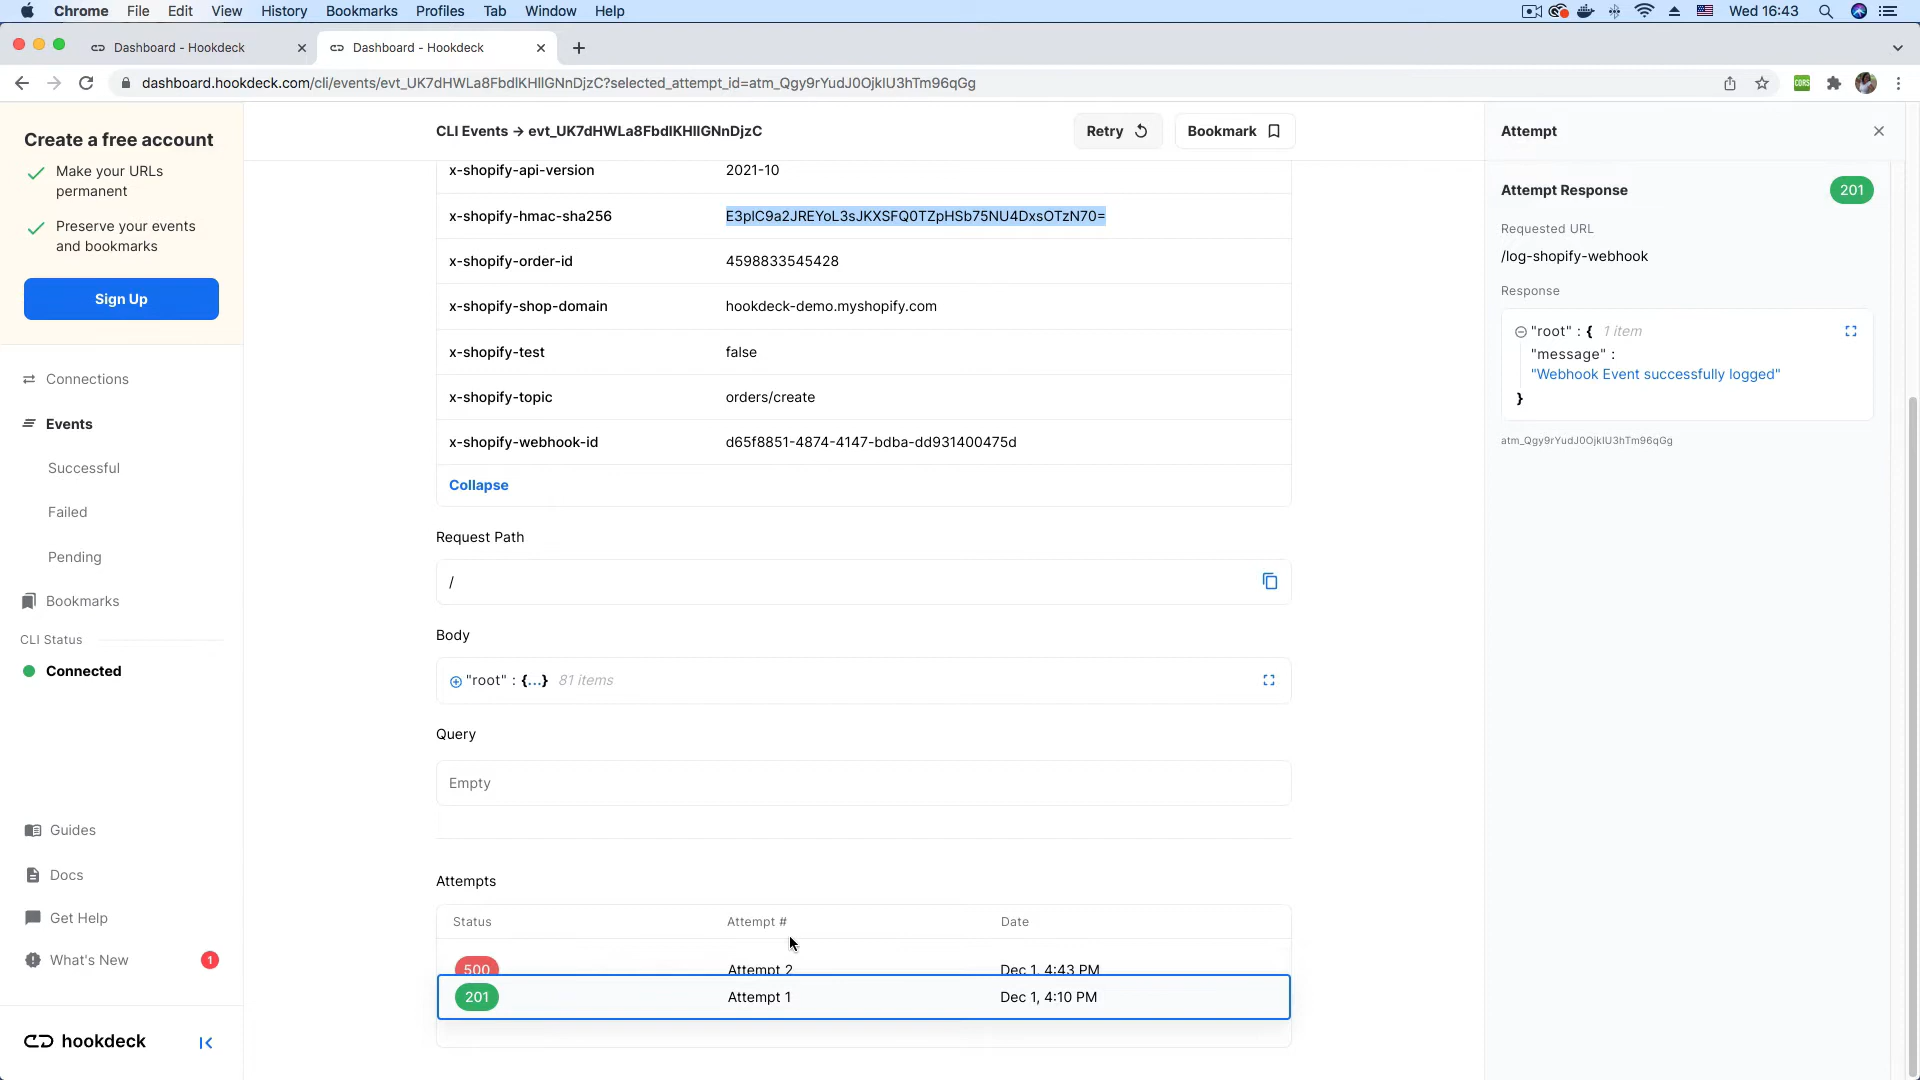 Chrome File Edit View History Bookmarks Profiles Tab Window Help Wed 16:43
Dashboard - Hookdeck Dashboard - Hookdeck
dashboard.hookdeck.com/cli/events/evt_UK7dHWLa8FbdlKHIlGNnDjzC?selected_attempt_id=atm_Qgy9rYudJ0OjkIU3hTm96qGg
CORS
Create a free account
Make your URLs
permanent
Preserve your events
and bookmarks
Sign Up
Connections
Events
Successful
Failed
Pending
Bookmarks
CLI Status
Connected
Guides
Docs
Get Help
What's New 1
hookdeck
CLI Events → evt_UK7dHWLa8FbdlKHIlGNnDjzC
Retry
Bookmark
x-shopify-api-version 2021-10
x-shopify-hmac-sha256 E3plC9a2JREYoL3sJKXSFQ0TZpHSb75NU4DxsOTzN70=
x-shopify-order-id 4598833545428
x-shopify-shop-domain hookdeck-demo.myshopify.com
x-shopify-test false
x-shopify-topic orders/create
x-shopify-webhook-id d65f8851-4874-4147-bdba-dd931400475d
Collapse
Request Path
/
Body
"root" : {...} 81 items
Query
Empty
Attempts
Status Attempt # Date
500 Attempt 2 Dec 1, 4:43 PM
201 Attempt 1 Dec 1, 4:10 PM
Attempt
Attempt Response 201
Requested URL
/log-shopify-webhook
Response
"root" : { 1 item
"message" :
"Webhook Event successfully logged"
}
atm_Qgy9rYudJ0OjkIU3hTm96qGg